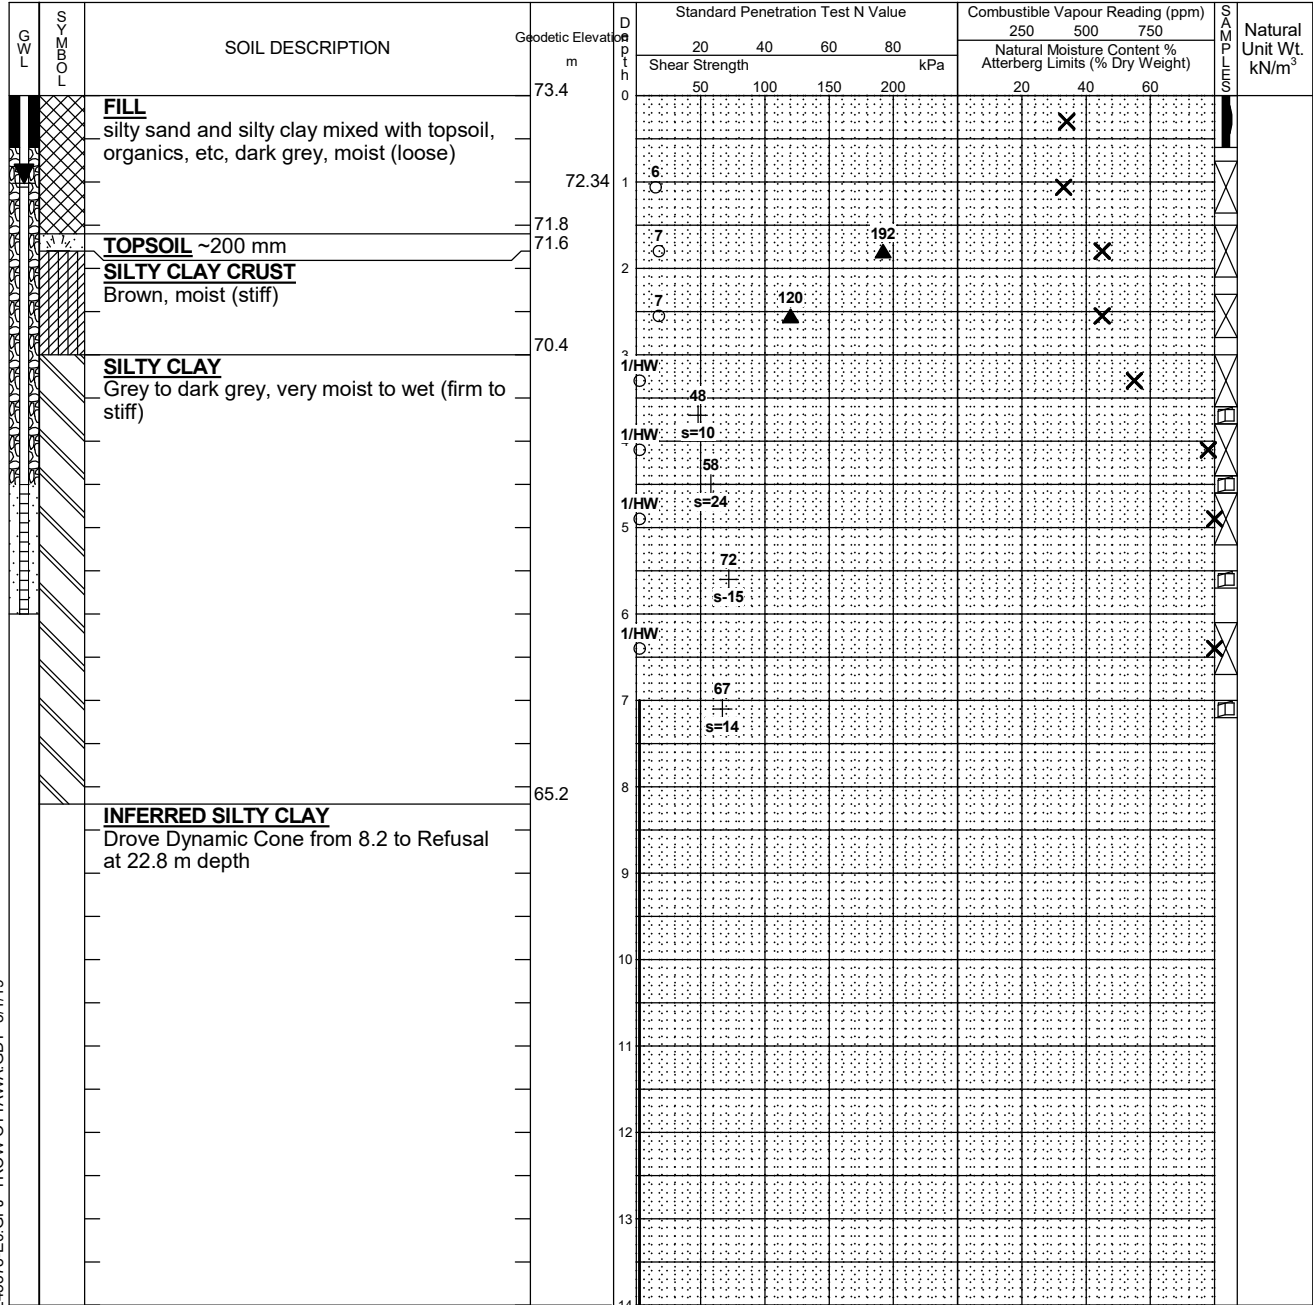 GWL
SYMBOL
SOIL DESCRIPTION
Geodetic Elevation
m
Depth
Standard Penetration Test N Value
20 40 60 80
Shear Strength kPa
50 100 150 200
Combustible Vapour Reading (ppm)
250 500 750
Natural Moisture Content %
Atterberg Limits (% Dry Weight)
20 40 60
SAMPLES
Natural
Unit Wt.
kN/m³
73.4
0
FILL
silty sand and silty clay mixed with topsoil,
organics, etc, dark grey, moist (loose)
72.34
1
6
71.8
TOPSOIL ~200 mm
71.6
7
192
SILTY CLAY CRUST
Brown, moist (stiff)
2
7
120
70.4
3
SILTY CLAY
Grey to dark grey, very moist to wet (firm to
stiff)
1/HW
48
s=10
1/HW
4
58
s=24
1/HW
5
72
s-15
6
1/HW
67
7
s=14
8
65.2
INFERRED SILTY CLAY
Drove Dynamic Cone from 8.2 to Refusal
at 22.8 m depth
9
10
11
12
13
14